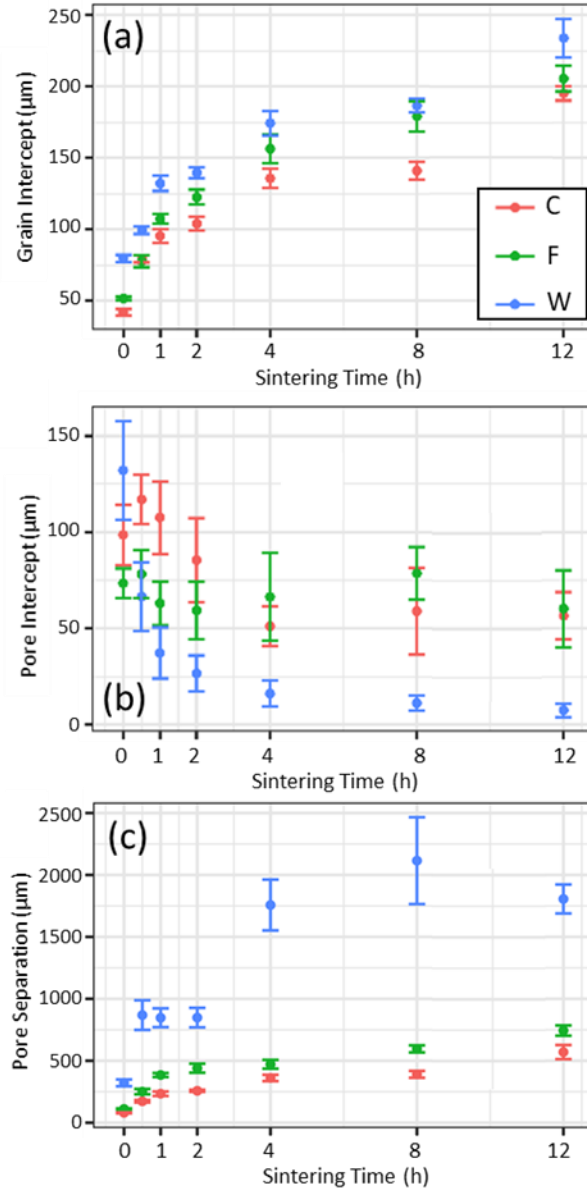 (a)
Grain Intercept (µm)
250
200
150
100
50
C
F
W
0 1 2 4 8 12
Sintering Time (h)
(b)
Pore Intercept (µm)
150
100
50
0
0 1 2 4 8 12
Sintering Time (h)
(c)
Pore Separation (µm)
2500
2000
1500
1000
500
0
0 1 2 4 8 12
Sintering Time (h)